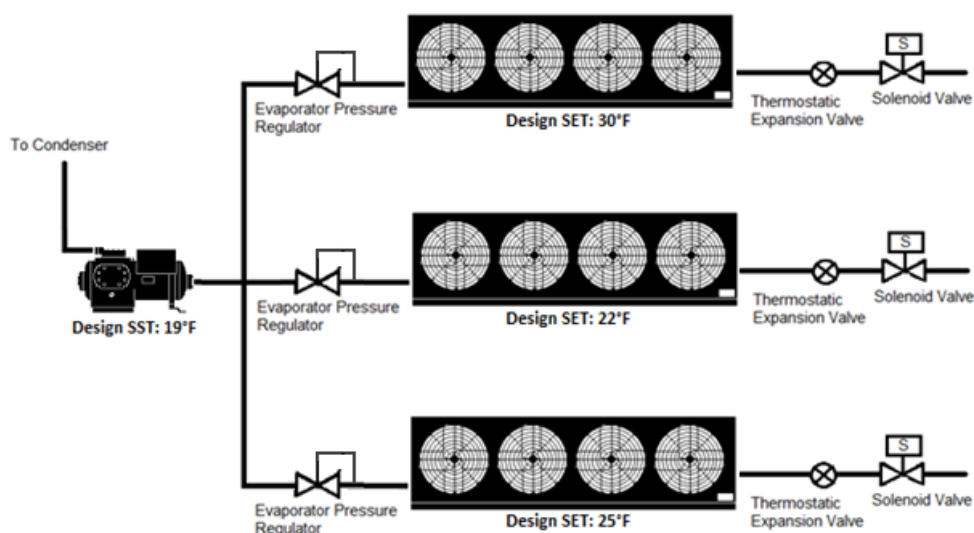 S
Evaporator Pressure
Regulator
Design SET: 30°F
Thermostatic
Expansion Valve
Solenoid Valve
To Condenser
S
Evaporator Pressure
Regulator
Design SST: 19°F
Design SET: 22°F
Thermostatic
Expansion Valve
Solenoid Valve
S
Evaporator Pressure
Regulator
Design SET: 25°F
Thermostatic
Expansion Valve
Solenoid Valve